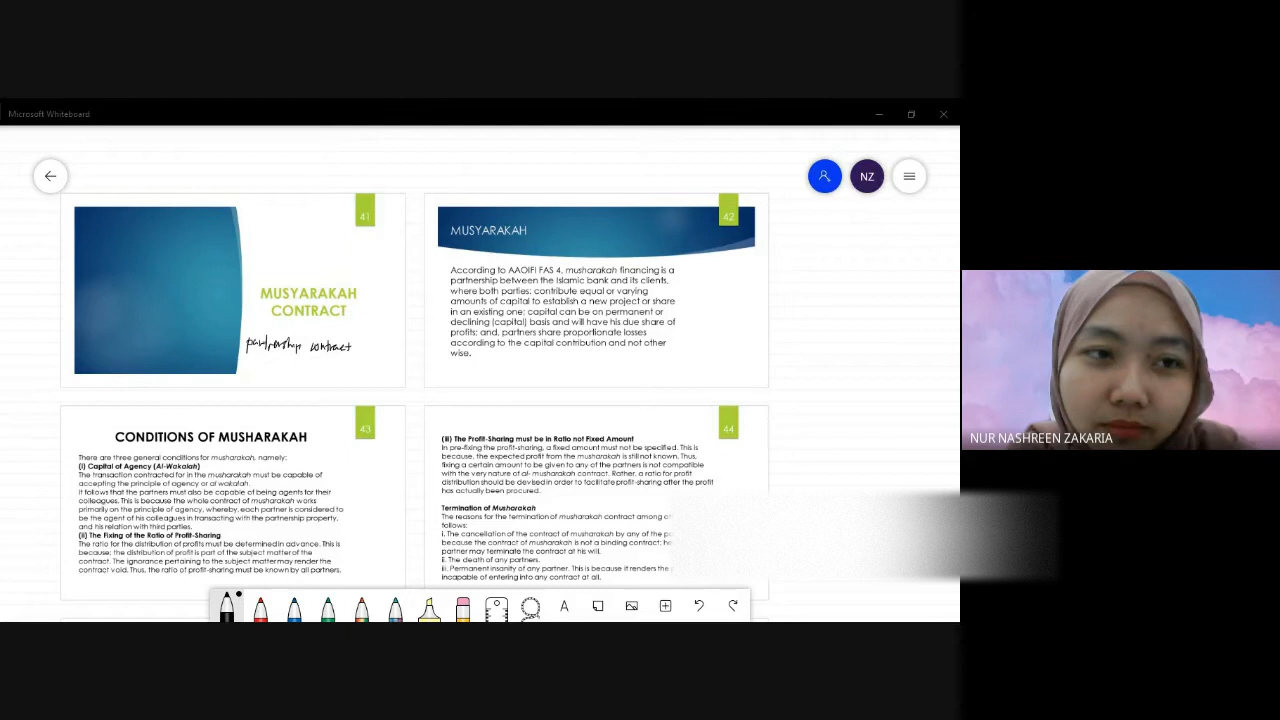 Microsoft Whiteboard
NZ
41
MUSYARAKAH
CONTRACT
partnership contract
42
MUSYARAKAH
According to AAOIFI FAS 4, musharakah financing is a
partnership between the Islamic bank and its clients,
where both parties; contribute equal or varying
amounts of capital to establish a new project or share
in an existing one; capital can be on permanent or
declining (capital) basis and will have his due share of
profits; and, partners share proportionate losses
according to the capital contribution and not other
wise.
43
CONDITIONS OF MUSHARAKAH
There are three general conditions for musharakah, namely:
(i) Capital of Agency (Al-Wakalah)
The transaction contracted for in the musharakah must be capable of
accepting the principle of agency or al wakalah.
It follows that the partners must also be capable of being agents for their
colleagues. This is because the whole contract of musharakah works
primarily on the principle of agency, whereby, each partner is considered to
be the agent of his colleagues in transacting with the partnership property,
and his relation with third parties.
(ii) The Fixing of the Ratio of Profit-Sharing
The ratio for the distribution of profits must be determined in advance. This is
because; the distribution of profit is part of the subject matter of the
contract. The ignorance pertaining to the subject matter may render the
contract void. Thus, the ratio of profit-sharing must be known by all partners.
44
(iii) The Profit-Sharing must be in Ratio not Fixed Amount
In pre-fixing the profit-sharing, a fixed amount must not be specified. This is
because, the expected profit from the musharakah is still not known. Thus,
fixing a certain amount to be given to any of the partners is not compatible
with the very nature of al- musharakah contract. Rather, a ratio for profit
distribution should be devised in order to facilitate profit-sharing after the profit
has actually been procured.
Termination of Musharakah
The reasons for the termination of musharakah contract among
follows:
i. The cancellation of the contract of musharakah by any of the
because the contract of musharakah is not a binding contract;
partner may terminate the contract at his will.
ii. The death of any partners.
iii. Permanent insanity of any partner. This is because it renders the
incapable of entering into any contract at all.
A
NUR NASHREEN ZAKARIA